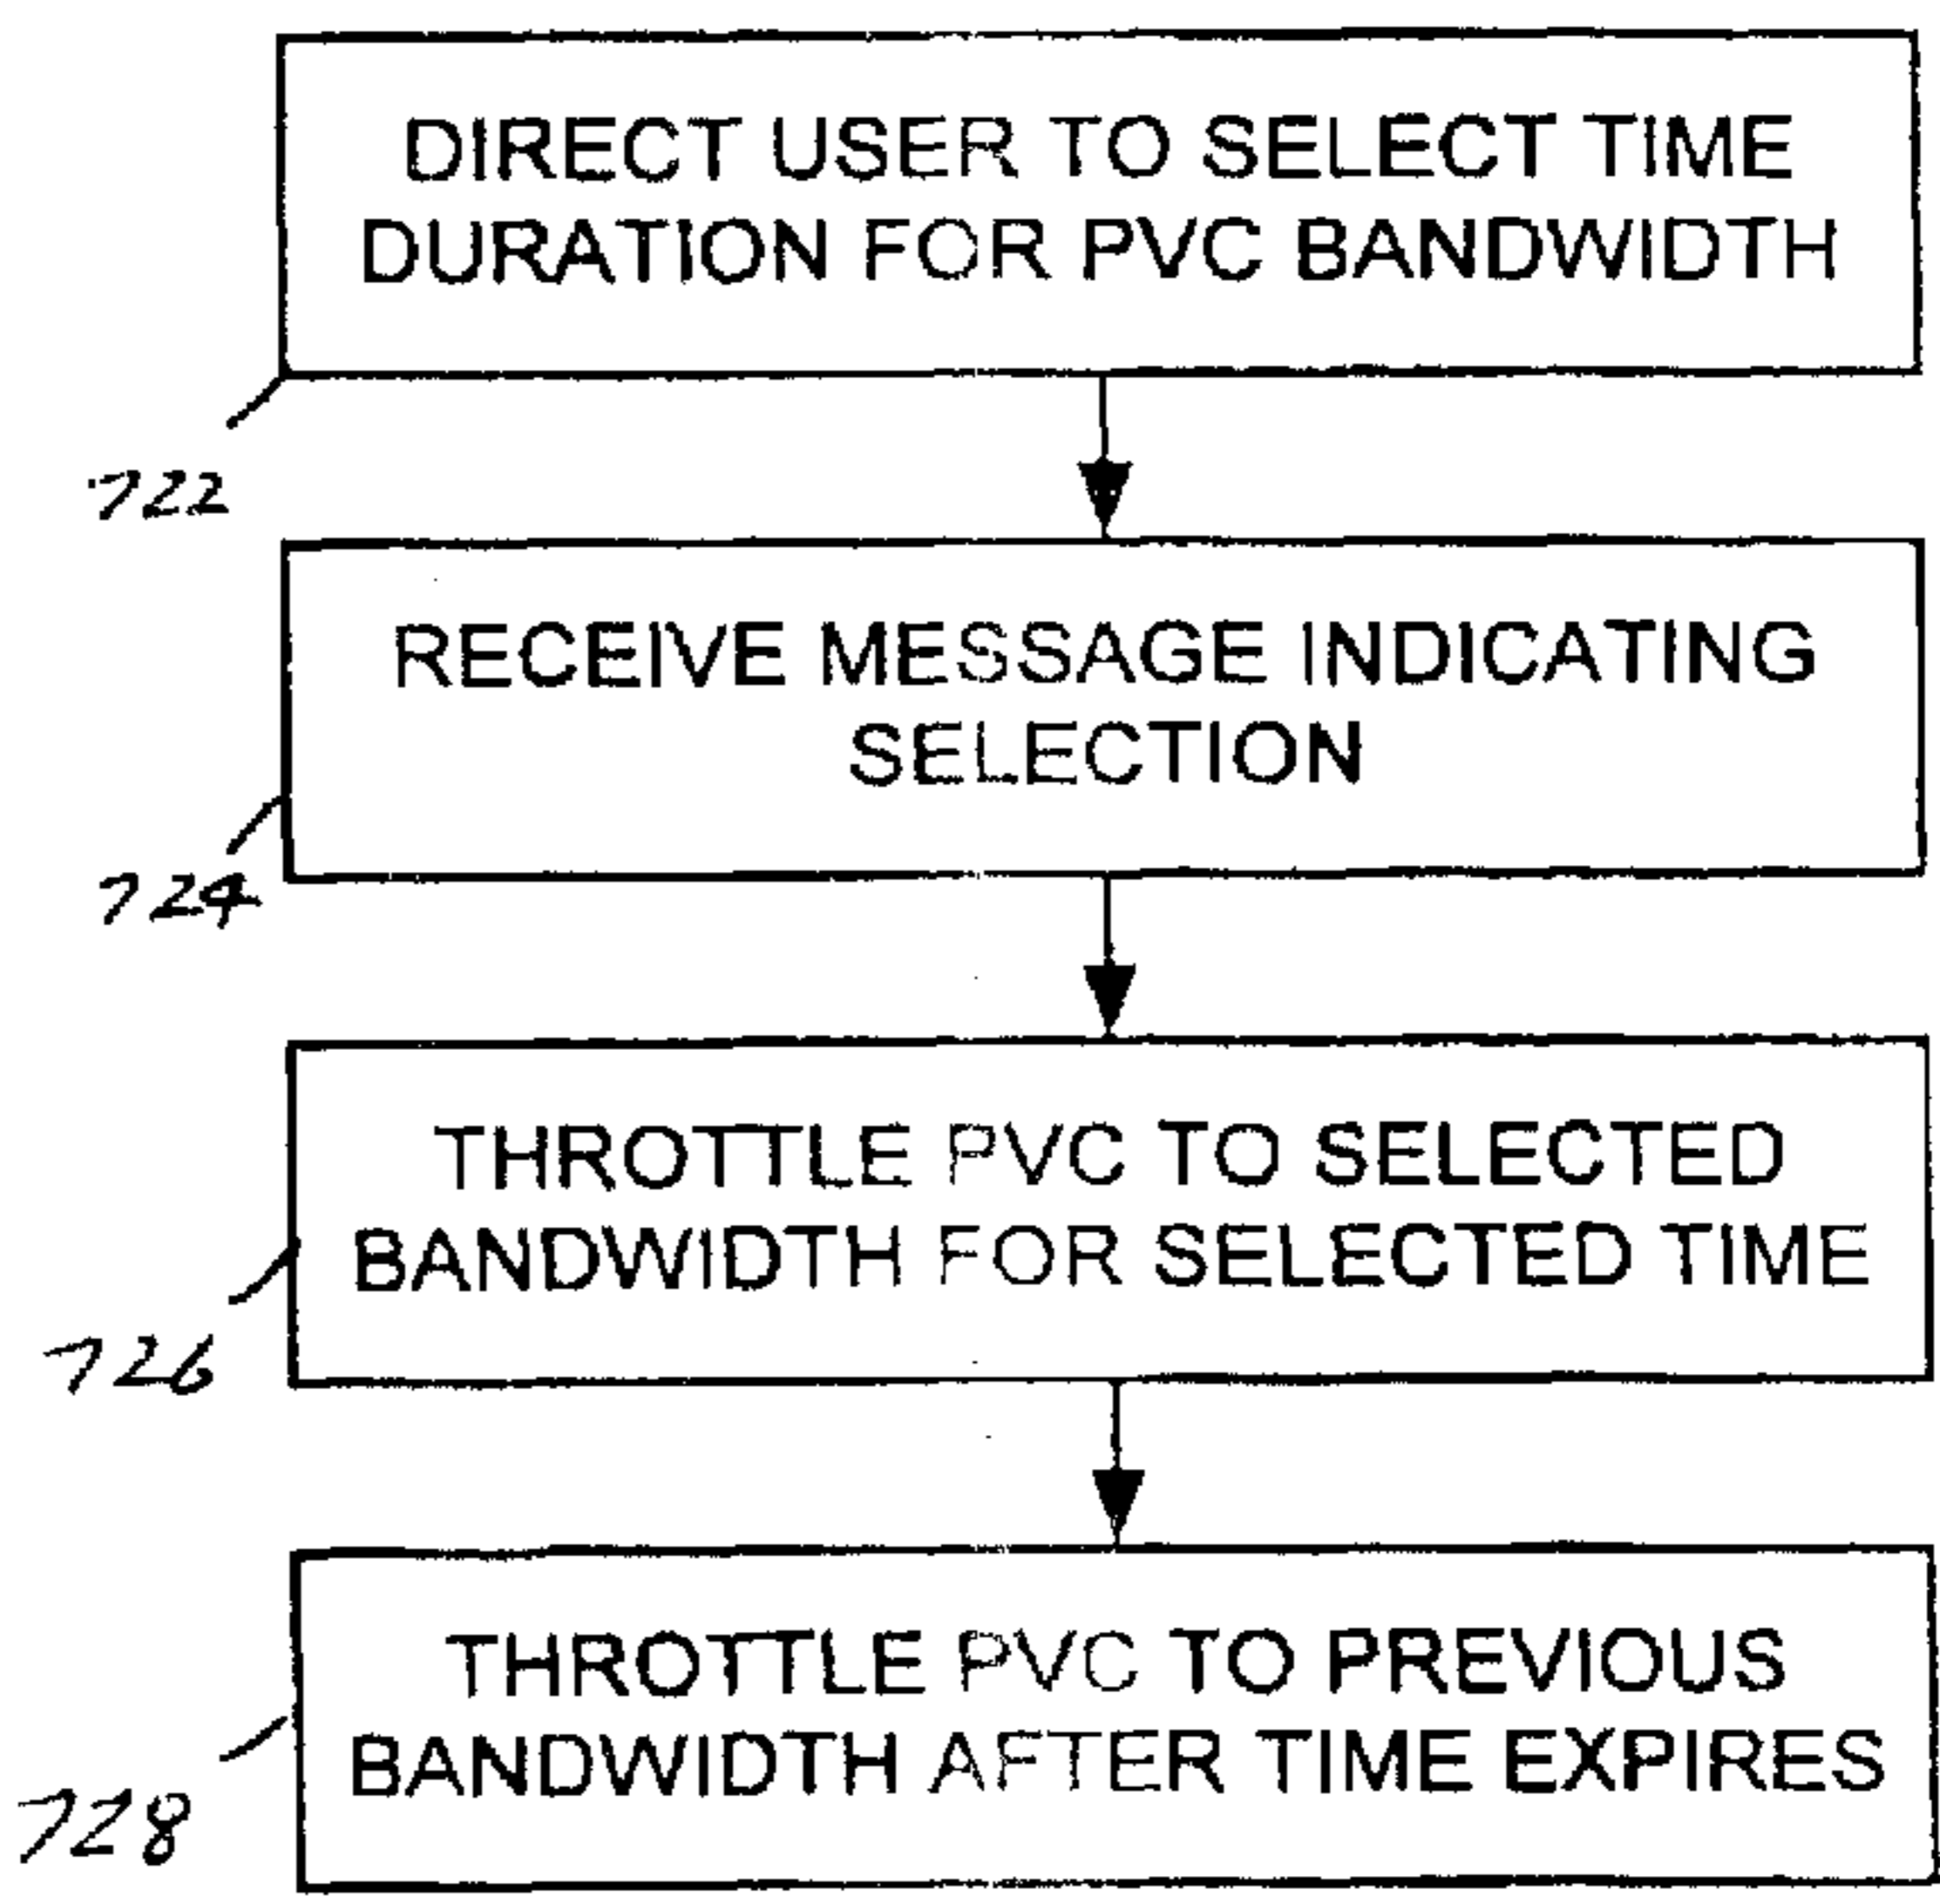 DIRECT USER TO SELECT TIME
DURATION FOR PVC BANDWIDTH
722
RECEIVE MESSAGE INDICATING
SELECTION
724
THROTTLE PVC TO SELECTED
BANDWIDTH FOR SELECTED TIME
726
THROTTLE PVC TO PREVIOUS
BANDWIDTH AFTER TIME EXPIRES
728